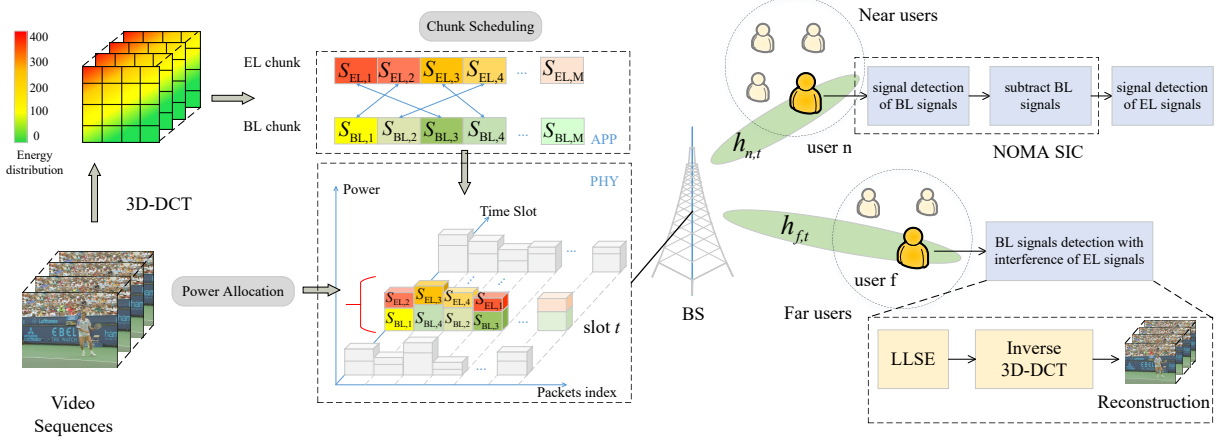 400
300
200
100
0
Energy
distribution
3D-DCT
Video
Sequences
Chunk Scheduling
EL chunk
S_EL,1 S_EL,2 S_EL,3 S_EL,4 ... S_EL,M
BL chunk
S_BL,1 S_BL,2 S_BL,3 S_BL,4 ... S_BL,M
APP
Power Allocation
PHY
Power
Time Slot
...
...
S_EL,2 S_EL,3 S_EL,4 S_EL,1
S_BL,1 S_BL,4 S_BL,2 S_BL,3
...
...
slot t
...
Packets index
BS
Near users
h_n,t
user n
signal detection
of BL signals
subtract BL
signals
signal detection
of EL signals
NOMA SIC
h_f,t
user f
Far users
BL signals detection with
interference of EL signals
LLSE
Inverse
3D-DCT
Reconstruction